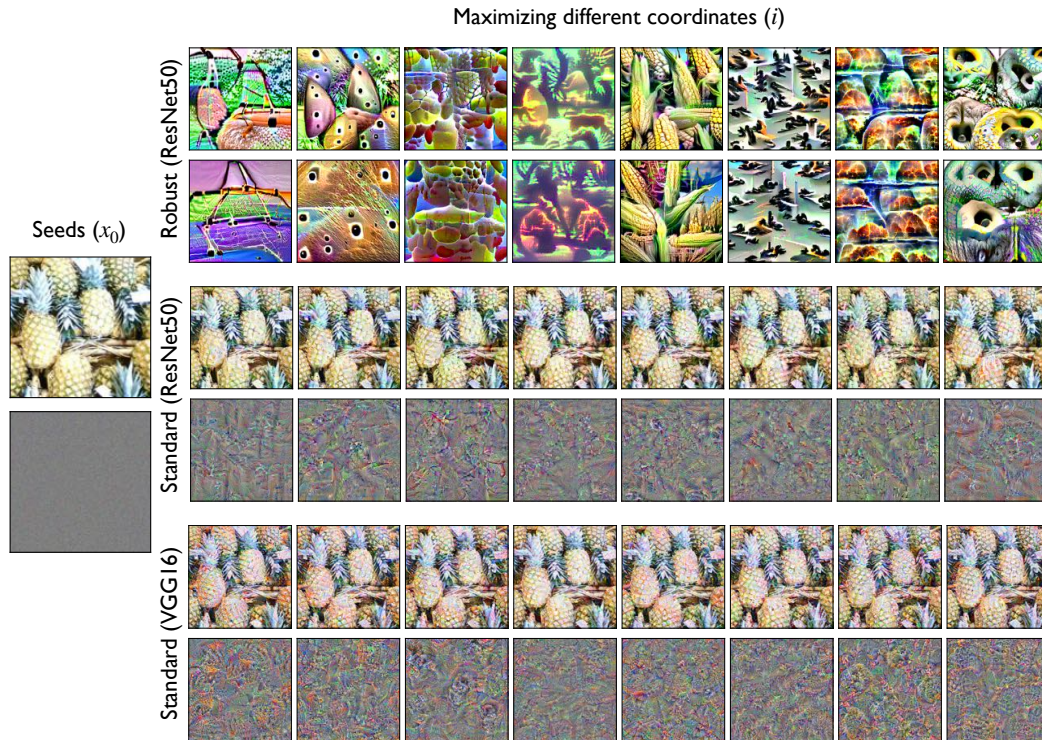 Maximizing different coordinates (i)
Robust (ResNet50)
Seeds (x₀)
Standard (ResNet50)
Standard (VGG16)